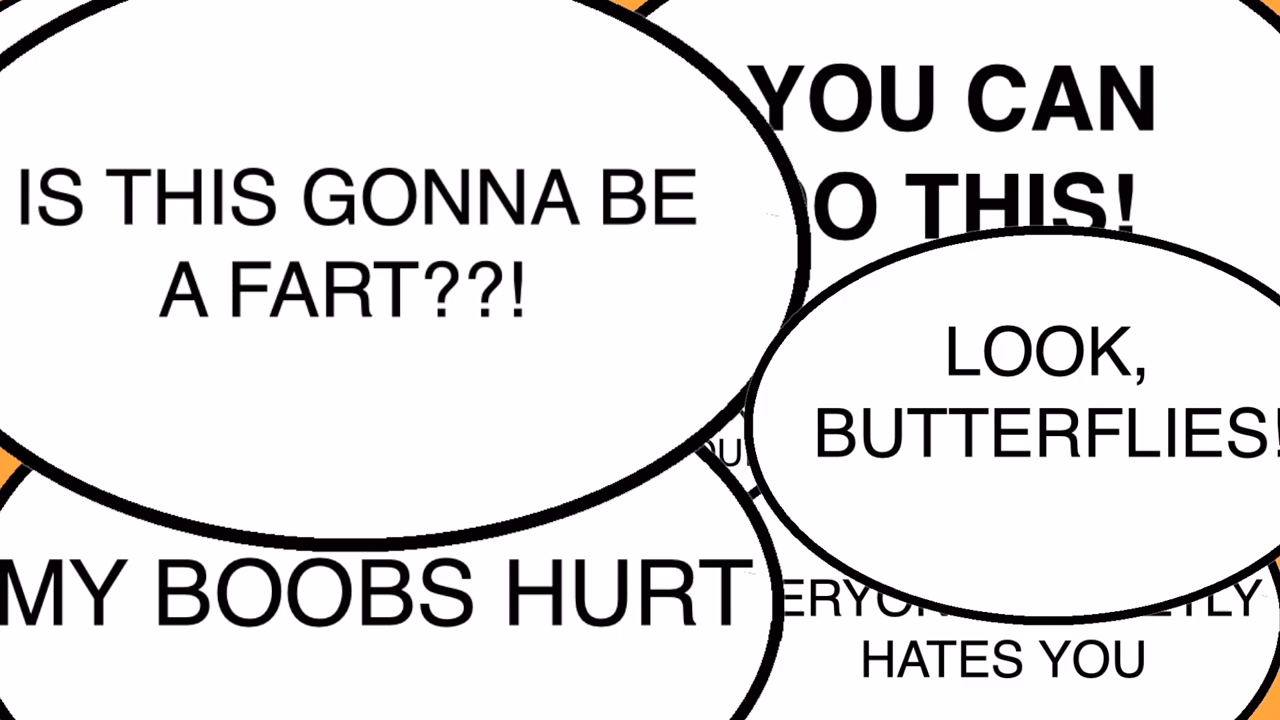 IS THIS GONNA BE
A FART??!
YOU CAN
O THIS!
LOOK,
BUTTERFLIES!
MY BOOBS HURT
HATES YOU